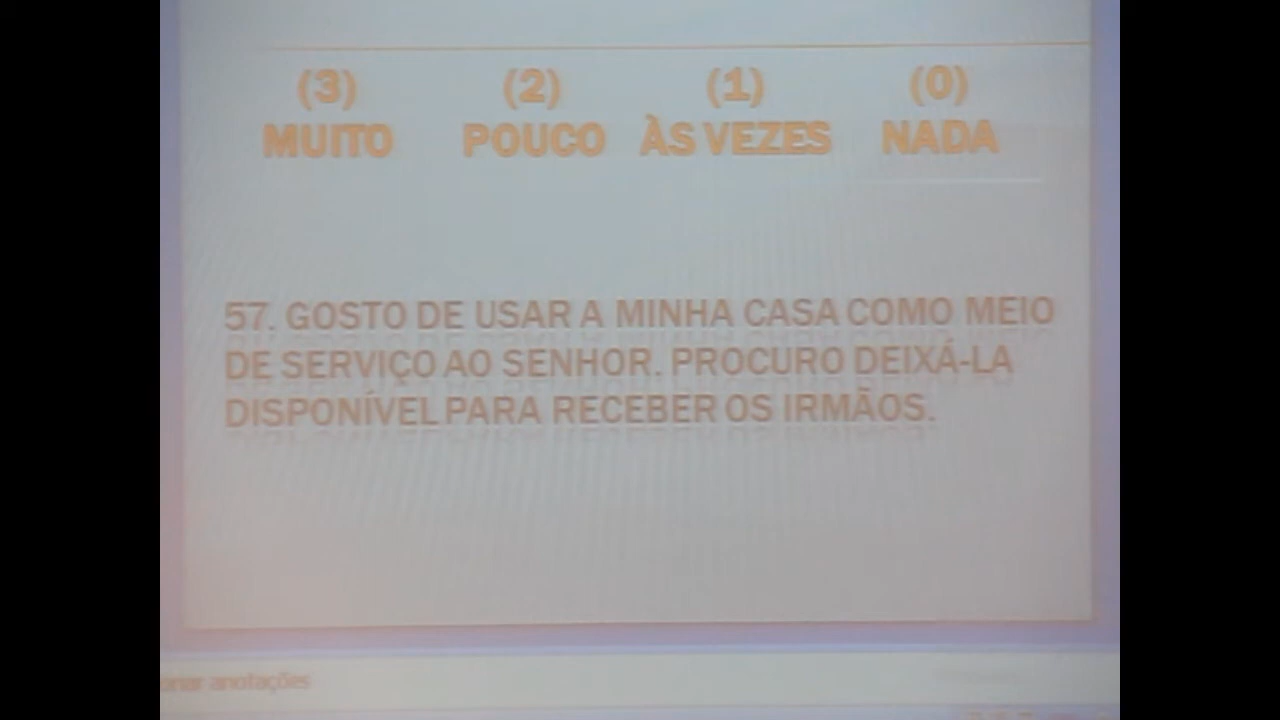 (3) (2) (1) (0)
MUITO POUCO ÀS VEZES NADA
57. GOSTO DE USAR A MINHA CASA COMO MEIO
DE SERVIÇO AO SENHOR. PROCURO DEIXÁ-LA
DISPONÍVEL PARA RECEBER OS IRMÃOS.
anotações